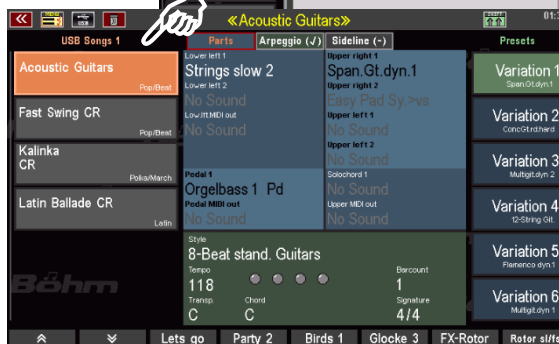 «Acoustic Guitars»
01:
USB Songs 1
Parts
Arpeggio (√)
Sideline (-)
Presets
Acoustic Guitars
Pop/Beat
Fast Swing CR
Pop/Beat
Kalinka
CR
Polka/March
Latin Ballade CR
Latin
Böhm
Lower left 1
Strings slow 2
Lower left 2
No Sound
Low.lft.MIDI out
No Sound
Pedal 1
Orgelbass 1 Pd
Pedal MIDI out
No Sound
Upper right 1
Span.Gt.dyn.1
Upper right 2
Easy Pad Sy.>vs
Upper left 1
No Sound
Upper left 2
No Sound
Solochord 1
No Sound
Upper MIDI out
No Sound
Style
8-Beat stand. Guitars
Tempo
118
Barcount
1
Transp.
C
Chord
C
Signature
4/4
Variation 1
Span.Gt.dyn.1
Variation 2
ConcGt.rd.hard
Variation 3
Multigit.dyn 2
Variation 4
12-String Git.
Variation 5
Flamenco dyn.1
Variation 6
Multigit.dyn 1
Lets go
Party 2
Birds 1
Glocke 3
FX-Rotor
Rotor sl/fa